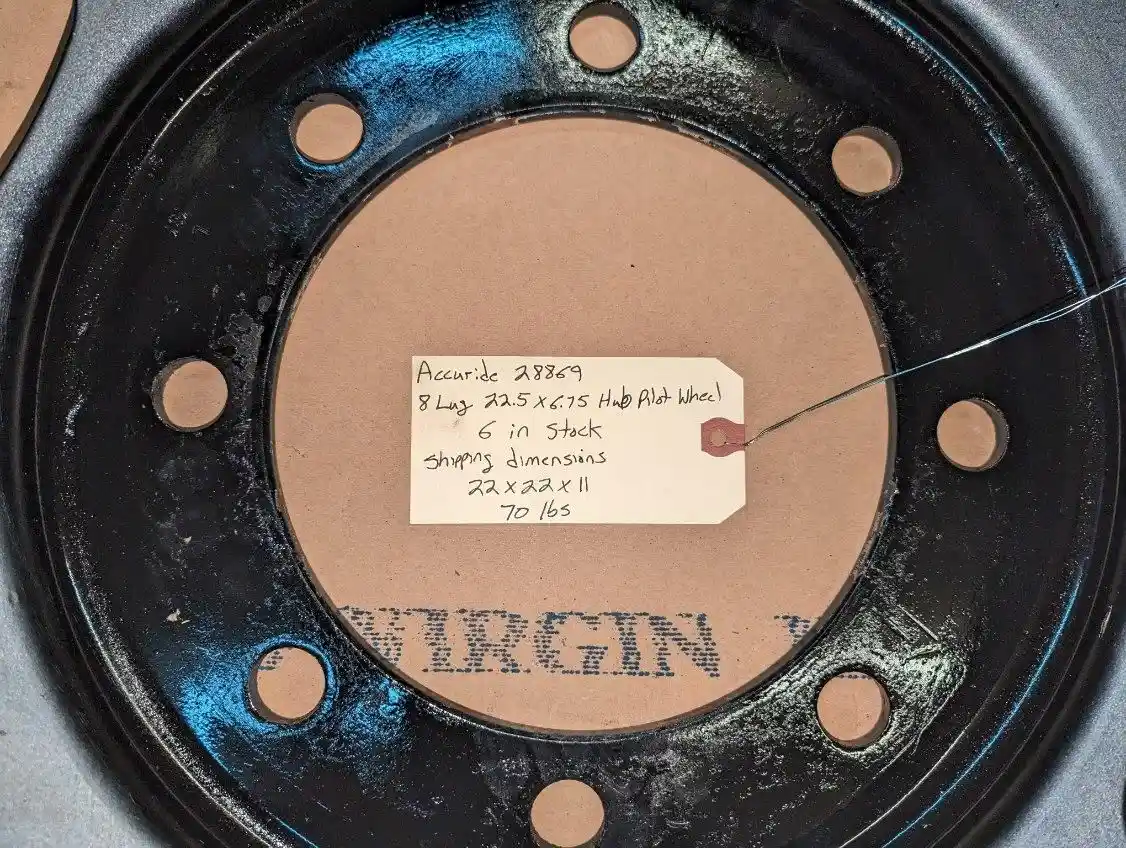 Accuride 28869
8 Lug 22.5 x 6.75 Hub Pilot Wheel
6 in Stock
Shipping dimensions
22 x 22 x 11
70 lbs
VIRGIN V